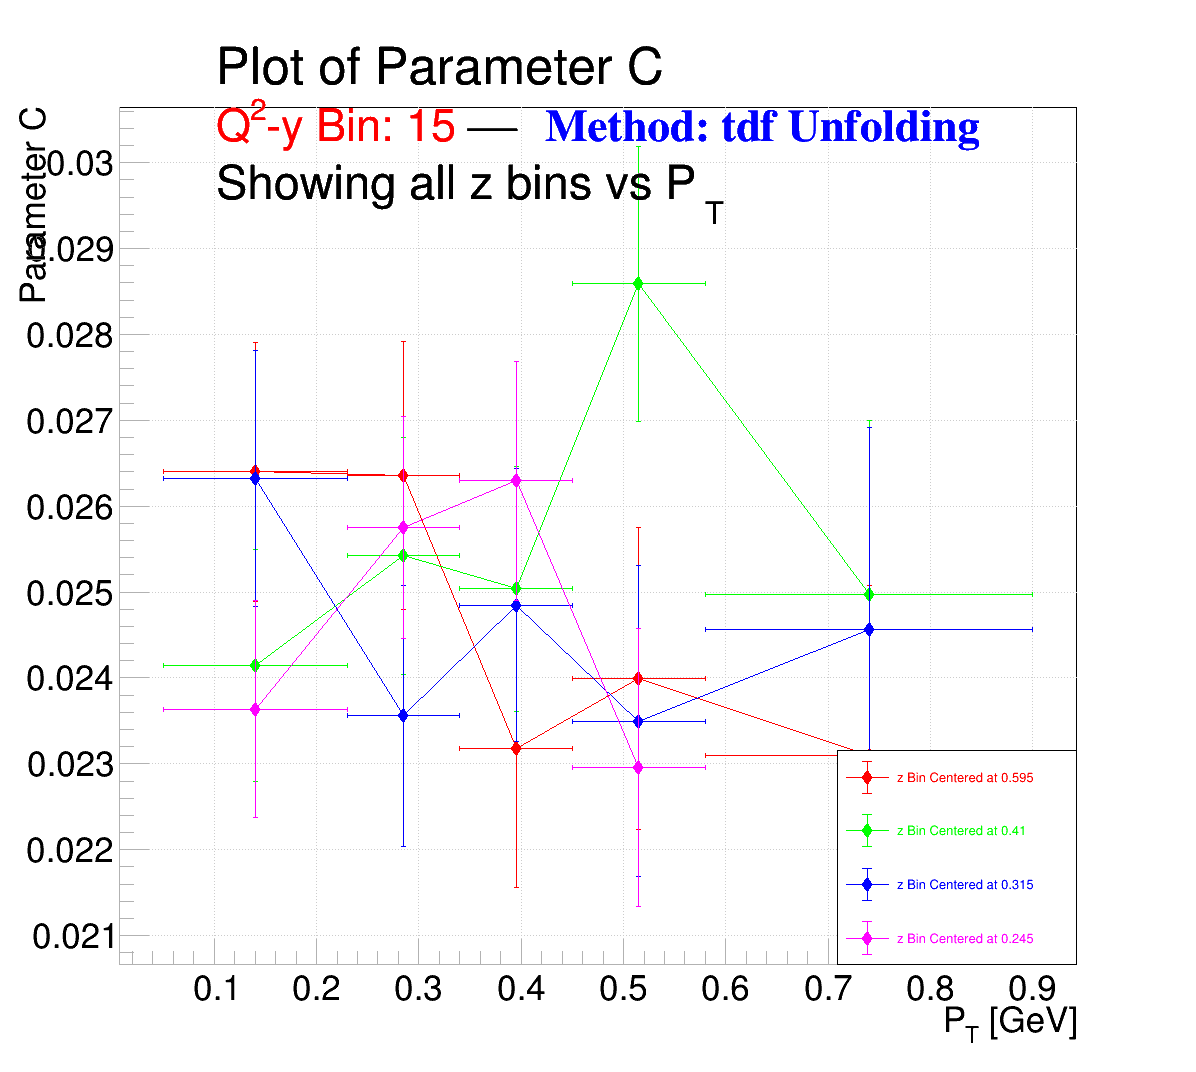 Plot of Parameter C
Q²-y Bin: 15 — Method: tdf Unfolding
Showing all z bins vs P_T
Parameter C
0.03
0.029
0.028
0.027
0.026
0.025
0.024
0.023
0.022
0.021
z Bin Centered at 0.595
z Bin Centered at 0.41
z Bin Centered at 0.315
z Bin Centered at 0.245
0.1 0.2 0.3 0.4 0.5 0.6 0.7 0.8 0.9
P_T [GeV]